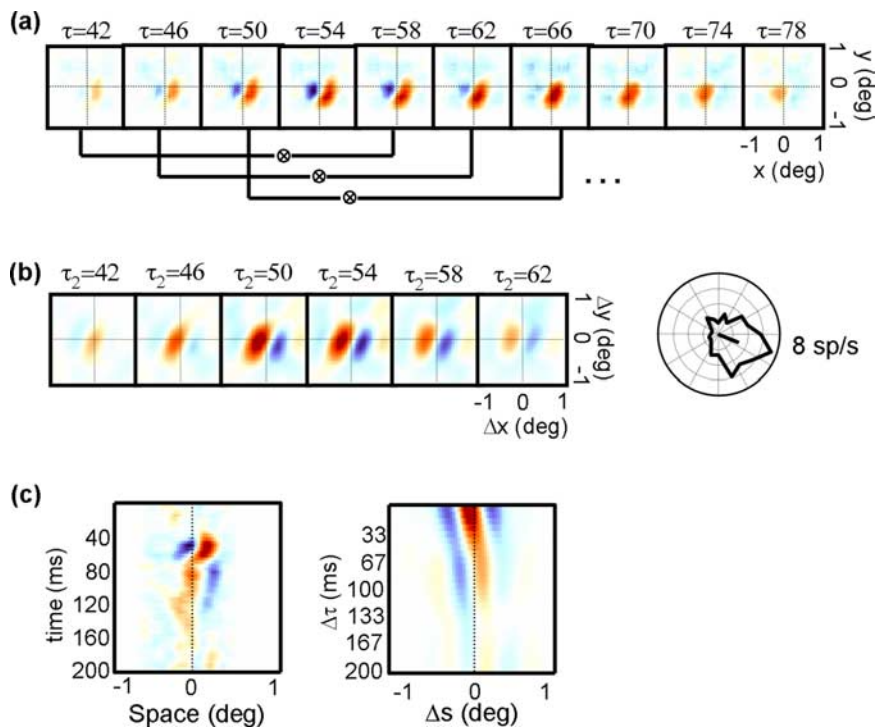 (a)
τ=42 τ=46 τ=50 τ=54 τ=58 τ=62 τ=66 τ=70 τ=74 τ=78
1
0
-1
y (deg)
-1 0 1
x (deg)
⊗
⊗
⊗
...
(b)
τ2=42 τ2=46 τ2=50 τ2=54 τ2=58 τ2=62
1
0
-1
Δy (deg)
-1 0 1
Δx (deg)
8 sp/s
(c)
time (ms)
40
80
120
160
200
-1 0 1
Space (deg)
Δτ (ms)
33
67
100
133
167
200
-1 0 1
Δs (deg)